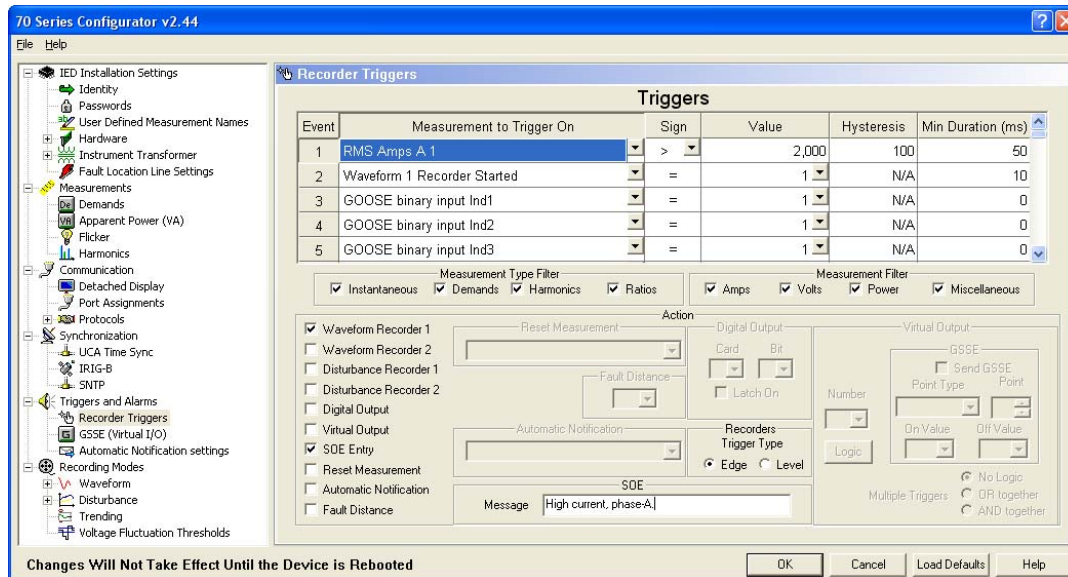 70 Series Configurator v2.44
File Help
IED Installation Settings
Identity
Passwords
User Defined Measurement Names
Hardware
Instrument Transformer
Fault Location Line Settings
Measurements
Demands
Apparent Power (VA)
Flicker
Harmonics
Communication
Detached Display
Port Assignments
Protocols
Synchronization
UCA Time Sync
IRIG-B
SNTP
Triggers and Alarms
Recorder Triggers
GSSE (Virtual I/O)
Automatic Notification settings
Recording Modes
Waveform
Disturbance
Trending
Voltage Fluctuation Thresholds
Recorder Triggers
Triggers
Event Measurement to Trigger On Sign Value Hysteresis Min Duration (ms)
1 RMS Amps A 1 > 2,000 100 50
2 Waveform 1 Recorder Started = 1 N/A 10
3 GOOSE binary input Ind1 = 1 N/A 0
4 GOOSE binary input Ind2 = 1 N/A 0
5 GOOSE binary input Ind3 = 1 N/A 0
Measurement Type Filter
Instantaneous Demands Harmonics Ratios
Measurement Filter
Amps Volts Power Miscellaneous
Action
Waveform Recorder 1
Waveform Recorder 2
Disturbance Recorder 1
Disturbance Recorder 2
Digital Output
Virtual Output
SOE Entry
Reset Measurement
Automatic Notification
Fault Distance
Reset Measurement
Fault Distance
Automatic Notification
Digital Output
Card Bit
Latch On
Recorders
Trigger Type
Edge Level
SOE
Message High current, phase-A.
Virtual Output
GSSE
Send GSSE
Point Type Point
Number
On Value Off Value
Logic
Multiple Triggers
No Logic
OR together
AND together
Changes Will Not Take Effect Until the Device is Rebooted
OK Cancel Load Defaults Help